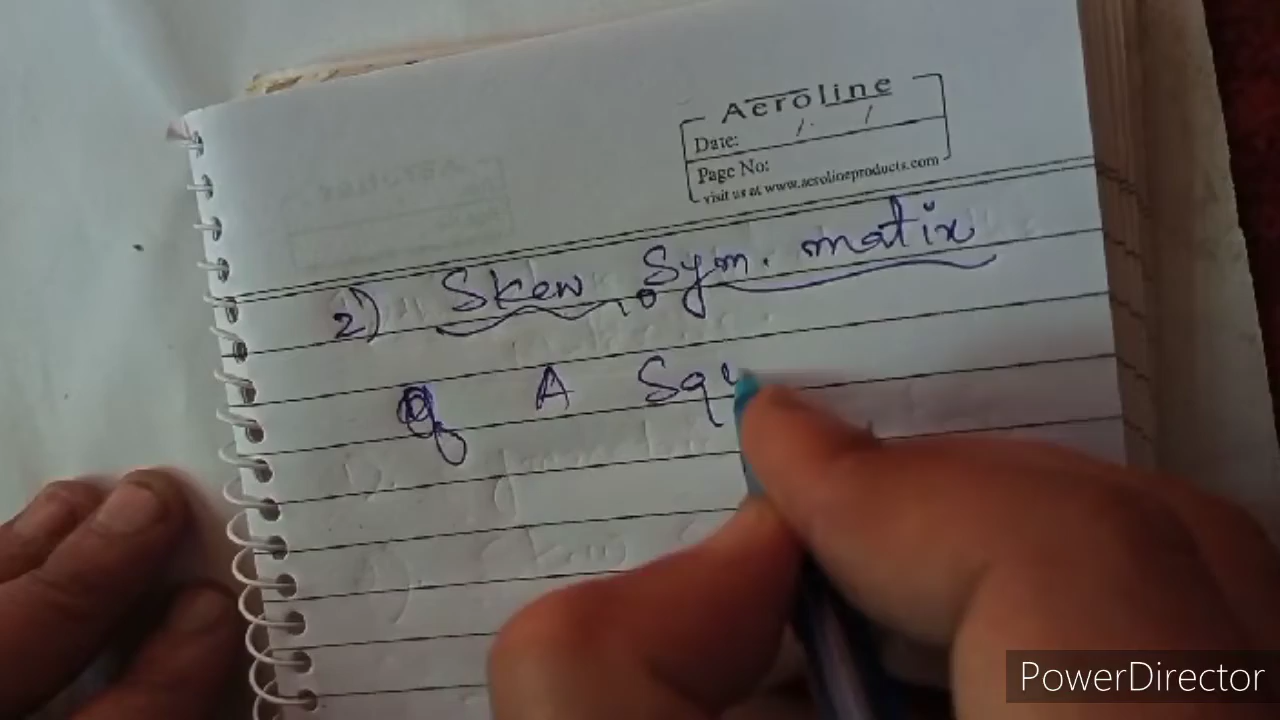 Aeroline
Date: / /
Page No:
visit us at www.aerolineproducts.com
2) Skew Sym. matix
A Squ
PowerDirector